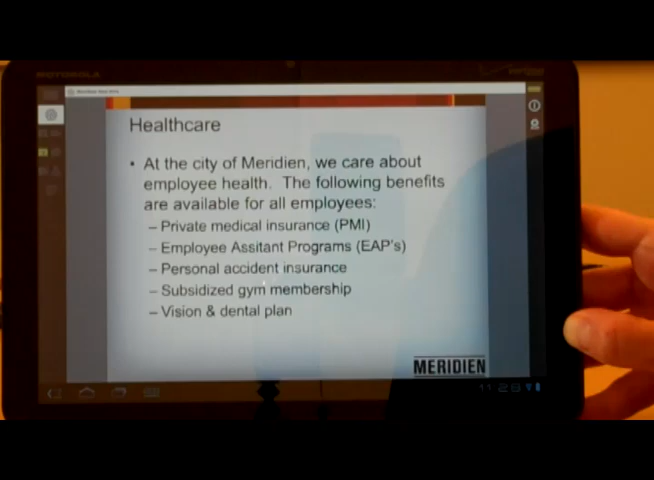 MOTOROLA
Healthcare
• At the city of Meridien, we care about
employee health. The following benefits
are available for all employees:
– Private medical insurance (PMI)
– Employee Assitant Programs (EAP's)
– Personal accident insurance
– Subsidized gym membership
– Vision & dental plan
MERIDIEN